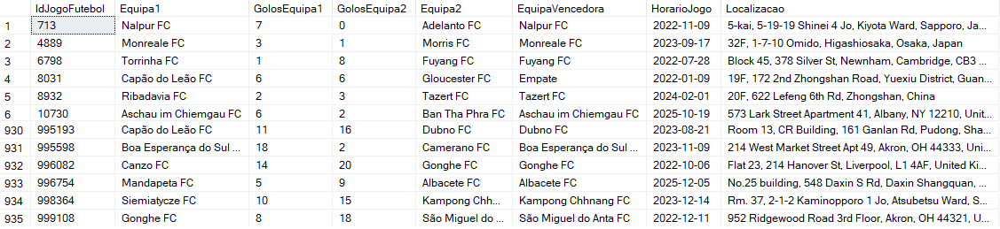 IdJogoFutebol Equipa1 GolosEquipa1 GolosEquipa2 Equipa2 EquipaVencedora HorarioJogo Localizacao
1 713 Nalpur FC 7 0 Adelanto FC Nalpur FC 2022-11-09 5-kai, 5-19-19 Shinei 4 Jo, Kiyota Ward, Sapporo, Ja...
2 4889 Monreale FC 3 1 Morris FC Monreale FC 2023-09-17 32F, 1-7-10 Omido, Higashiosaka, Osaka, Japan
3 6798 Torrinha FC 1 8 Fuyang FC Fuyang FC 2022-07-28 Block 45, 378 Silver St, Newnham, Cambridge, CB3 ...
4 8031 Capão do Leão FC 6 6 Gloucester FC Empate 2022-01-09 19F, 172 2nd Zhongshan Road, Yuexiu District, Guan...
5 8932 Ribadavia FC 2 3 Tazert FC Tazert FC 2024-02-01 20F, 622 Lefeng 6th Rd, Zhongshan, China
6 10730 Aschau im Chiemgau FC 6 2 Ban Tha Phra FC Aschau im Chiemgau FC 2025-10-19 573 Lark Street Apartment 41, Albany, NY 12210, Unit...
930 995193 Capão do Leão FC 11 16 Dubno FC Dubno FC 2023-08-21 Room 13, CR Building, 161 Ganlan Rd, Pudong, Sha...
931 995598 Boa Esperança do Sul ... 18 2 Camerano FC Boa Esperança do Sul ... 2023-11-09 214 West Market Street Apt 49, Akron, OH 44333, Uni...
932 996082 Canzo FC 14 20 Gonghe FC Gonghe FC 2022-10-06 Flat 23, 214 Hanover St, Liverpool, L1 4AF, United Ki...
933 996754 Mandapeta FC 5 9 Albacete FC Albacete FC 2025-12-05 No.25 building, 548 Daxin S Rd, Daxin Shangquan, ...
934 998364 Siemiatycze FC 10 15 Kampong Chh... Kampong Chhnang FC 2023-12-14 Rm. 37, 2-1-2 Kaminopporo 1 Jo, Atsubetsu Ward, S...
935 999108 Gonghe FC 8 18 São Miguel do ... São Miguel do Anta FC 2022-12-11 952 Ridgewood Road 3rd Floor, Akron, OH 44321, U...